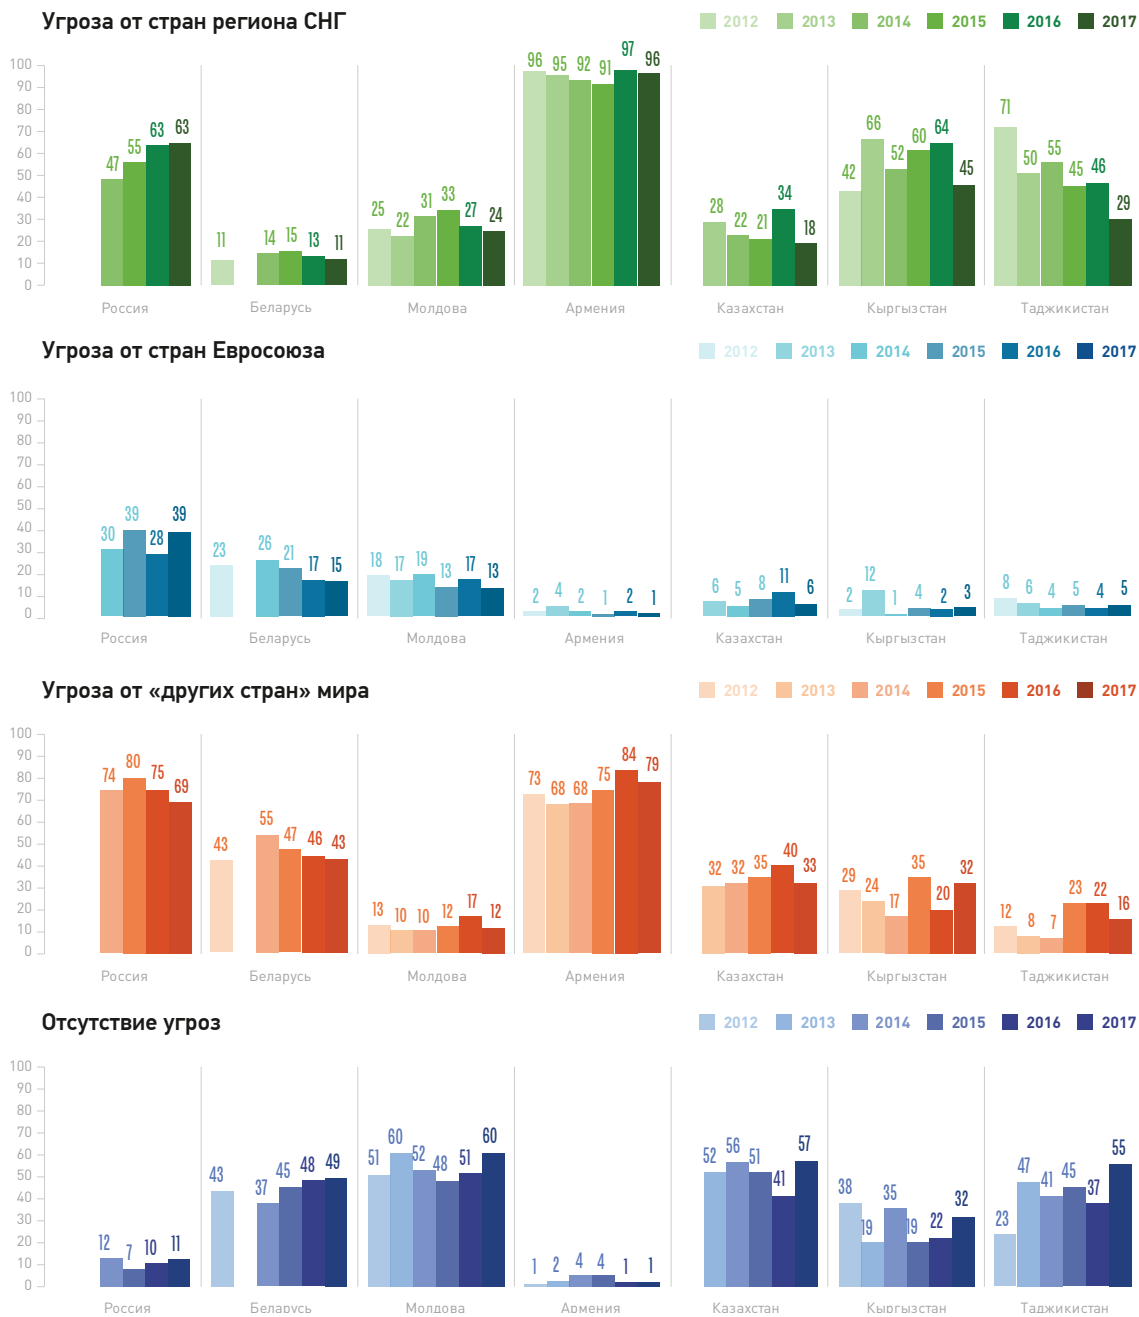 Угроза от стран региона СНГ
2012 2013 2014 2015 2016 2017
100
90
80
70
60
50
40
30
20
10
0
47 55 63 63
11 14 15 13 11
25 22 31 33 27 24
96 95 92 91 97 96
28 22 21 34 18
42 66 52 60 64 45
71 50 55 45 46 29
Россия Беларусь Молдова Армения Казахстан Кыргызстан Таджикистан
Угроза от стран Евросоюза
2012 2013 2014 2015 2016 2017
100
90
80
70
60
50
40
30
20
10
0
30 39 28 39
23 26 21 17 15
18 17 19 13 17 13
2 4 2 1 2 1
6 5 8 11 6
2 12 1 4 2 3
8 6 4 5 4 5
Россия Беларусь Молдова Армения Казахстан Кыргызстан Таджикистан
Угроза от «других стран» мира
2012 2013 2014 2015 2016 2017
100
90
80
70
60
50
40
30
20
10
0
74 80 75 69
43 55 47 46 43
13 10 10 12 17 12
73 68 68 75 84 79
32 32 35 40 33
29 24 17 35 20 32
12 8 7 23 22 16
Россия Беларусь Молдова Армения Казахстан Кыргызстан Таджикистан
Отсутствие угроз
2012 2013 2014 2015 2016 2017
100
90
80
70
60
50
40
30
20
10
0
12 7 10 11
43 37 45 48 49
51 60 52 48 51 60
1 2 4 4 1 1
52 56 51 41 57
38 19 35 19 22 32
23 47 41 45 37 55
Россия Беларусь Молдова Армения Казахстан Кыргызстан Таджикистан